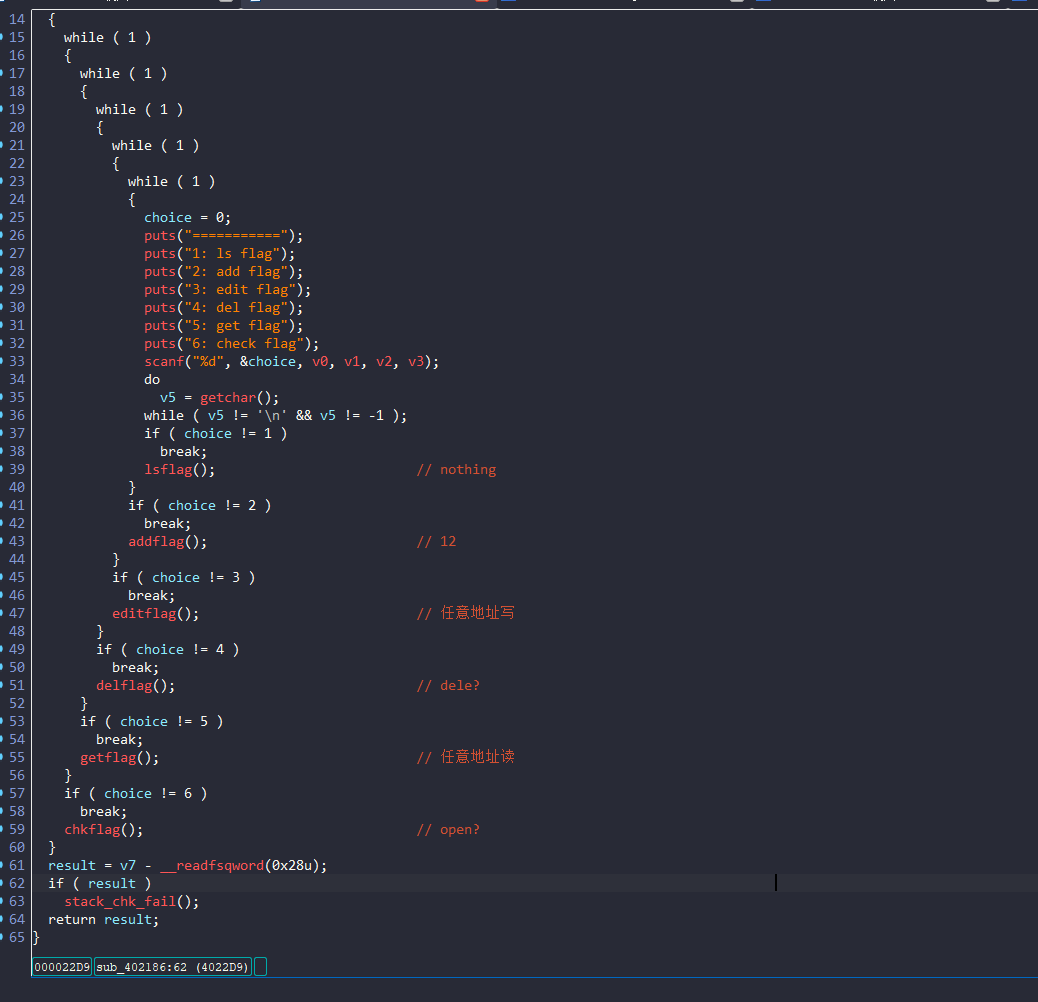 14 {
15 while ( 1 )
16 {
17 while ( 1 )
18 {
19 while ( 1 )
20 {
21 while ( 1 )
22 {
23 while ( 1 )
24 {
25 choice = 0;
26 puts("===========");
27 puts("1: ls flag");
28 puts("2: add flag");
29 puts("3: edit flag");
30 puts("4: del flag");
31 puts("5: get flag");
32 puts("6: check flag");
33 scanf("%d", &choice, v0, v1, v2, v3);
34 do
35 v5 = getchar();
36 while ( v5 != '\n' && v5 != -1 );
37 if ( choice != 1 )
38 break;
39 lsflag(); // nothing
40 }
41 if ( choice != 2 )
42 break;
43 addflag(); // 12
44 }
45 if ( choice != 3 )
46 break;
47 editflag(); // 任意地址写
48 }
49 if ( choice != 4 )
50 break;
51 delflag(); // dele?
52 }
53 if ( choice != 5 )
54 break;
55 getflag(); // 任意地址读
56 }
57 if ( choice != 6 )
58 break;
59 chkflag(); // open?
60 }
61 result = v7 - __readfsqword(0x28u);
62 if ( result )
63 stack_chk_fail();
64 return result;
65 }
000022D9 sub_402186:62 (4022D9)